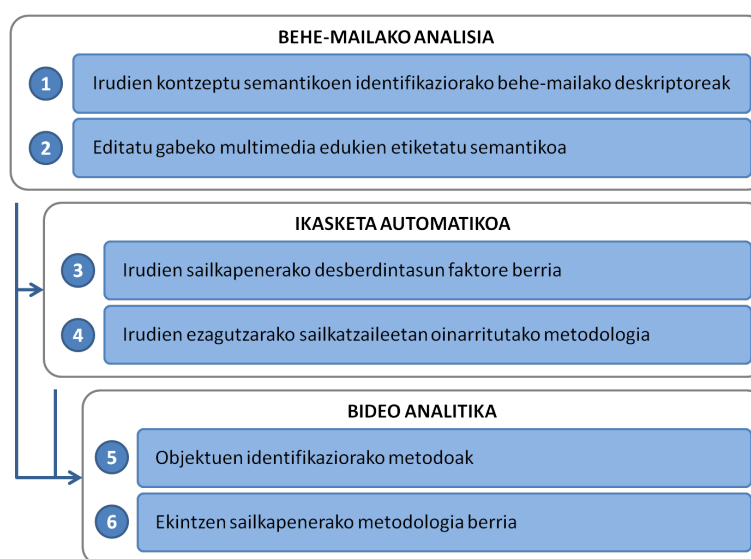 BEHE-MAILAKO ANALISIA
1 Irudien kontzeptu semantikoen identifikaziorako behe-mailako deskriptoreak
2 Editatu gabeko multimedia edukien etiketatu semantikoa
IKASKETA AUTOMATIKOA
3 Irudien sailkapenerako desberdintasun faktore berria
4 Irudien ezagutzarako sailkatzaileetan oinarritutako metodologia
BIDEO ANALITIKA
5 Objektuen identifikaziorako metodoak
6 Ekintzen sailkapenerako metodologia berria